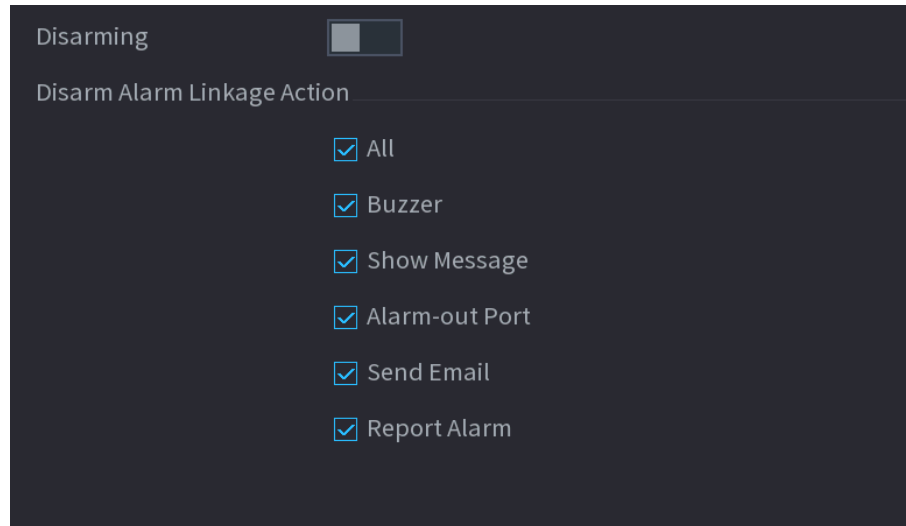 Disarming
Disarm Alarm Linkage Action
All
Buzzer
Show Message
Alarm-out Port
Send Email
Report Alarm